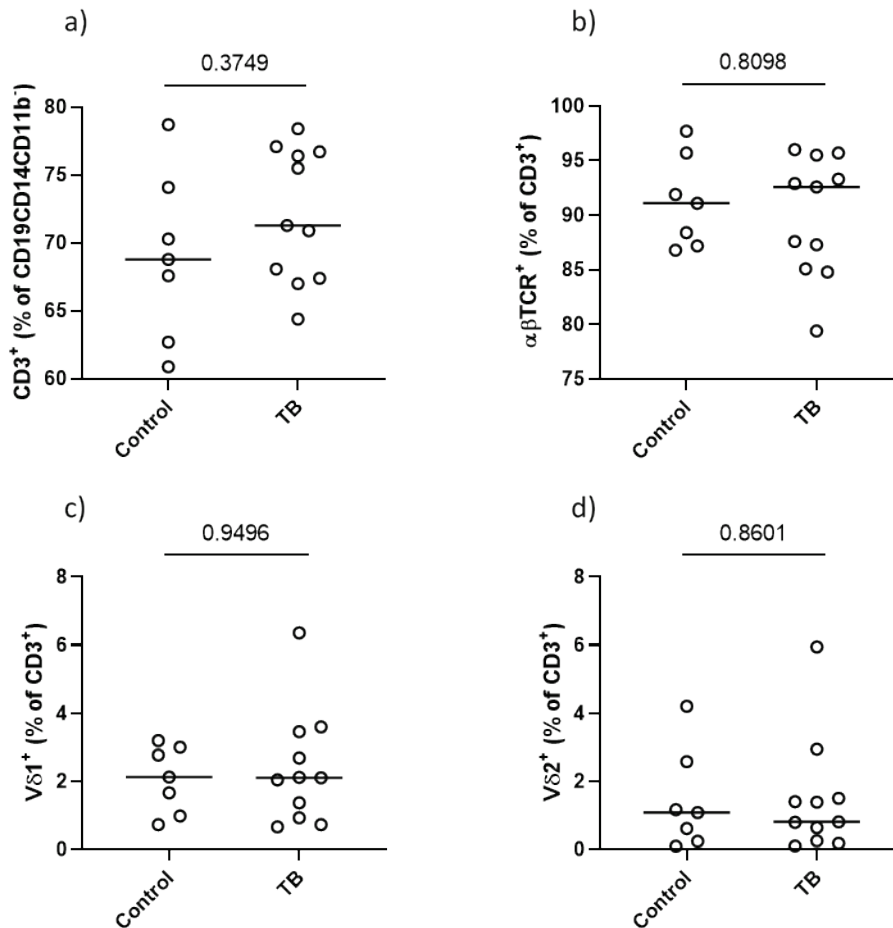 a)
0.3749
CD3⁺ (% of CD19CD14CD11b⁻)
80
75
70
65
60
Control
TB
b)
0.8098
αβTCR⁺ (% of CD3⁺)
100
95
90
85
80
75
Control
TB
c)
0.9496
Vδ1⁺ (% of CD3⁺)
8
6
4
2
0
Control
TB
d)
0.8601
Vδ2⁺ (% of CD3⁺)
8
6
4
2
0
Control
TB